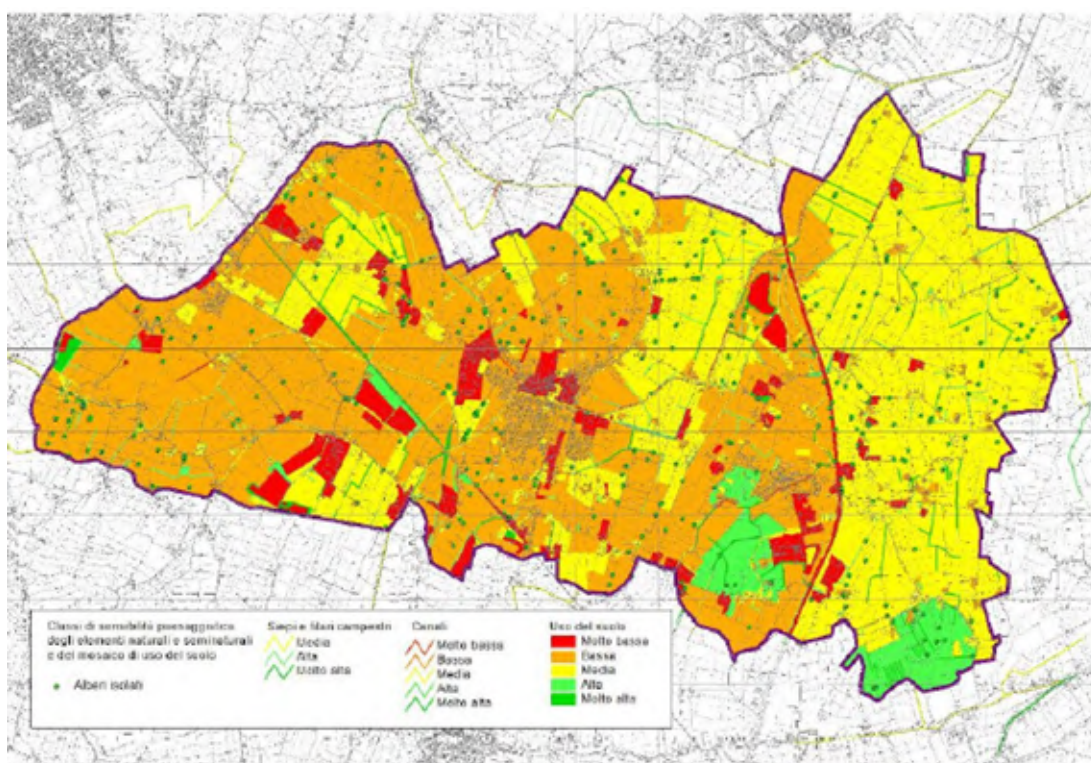 Classi di sensibilità paesaggistica
degli elementi naturali e seminaturali
e del mosaico di uso del suolo
Alberi isolati
Siepi e filari campestri
Media
Alta
Molto alta
Canali
Molto bassa
Bassa
Media
Alta
Molto alta
Uso del suolo
Molto bassa
Bassa
Media
Alta
Molto alta